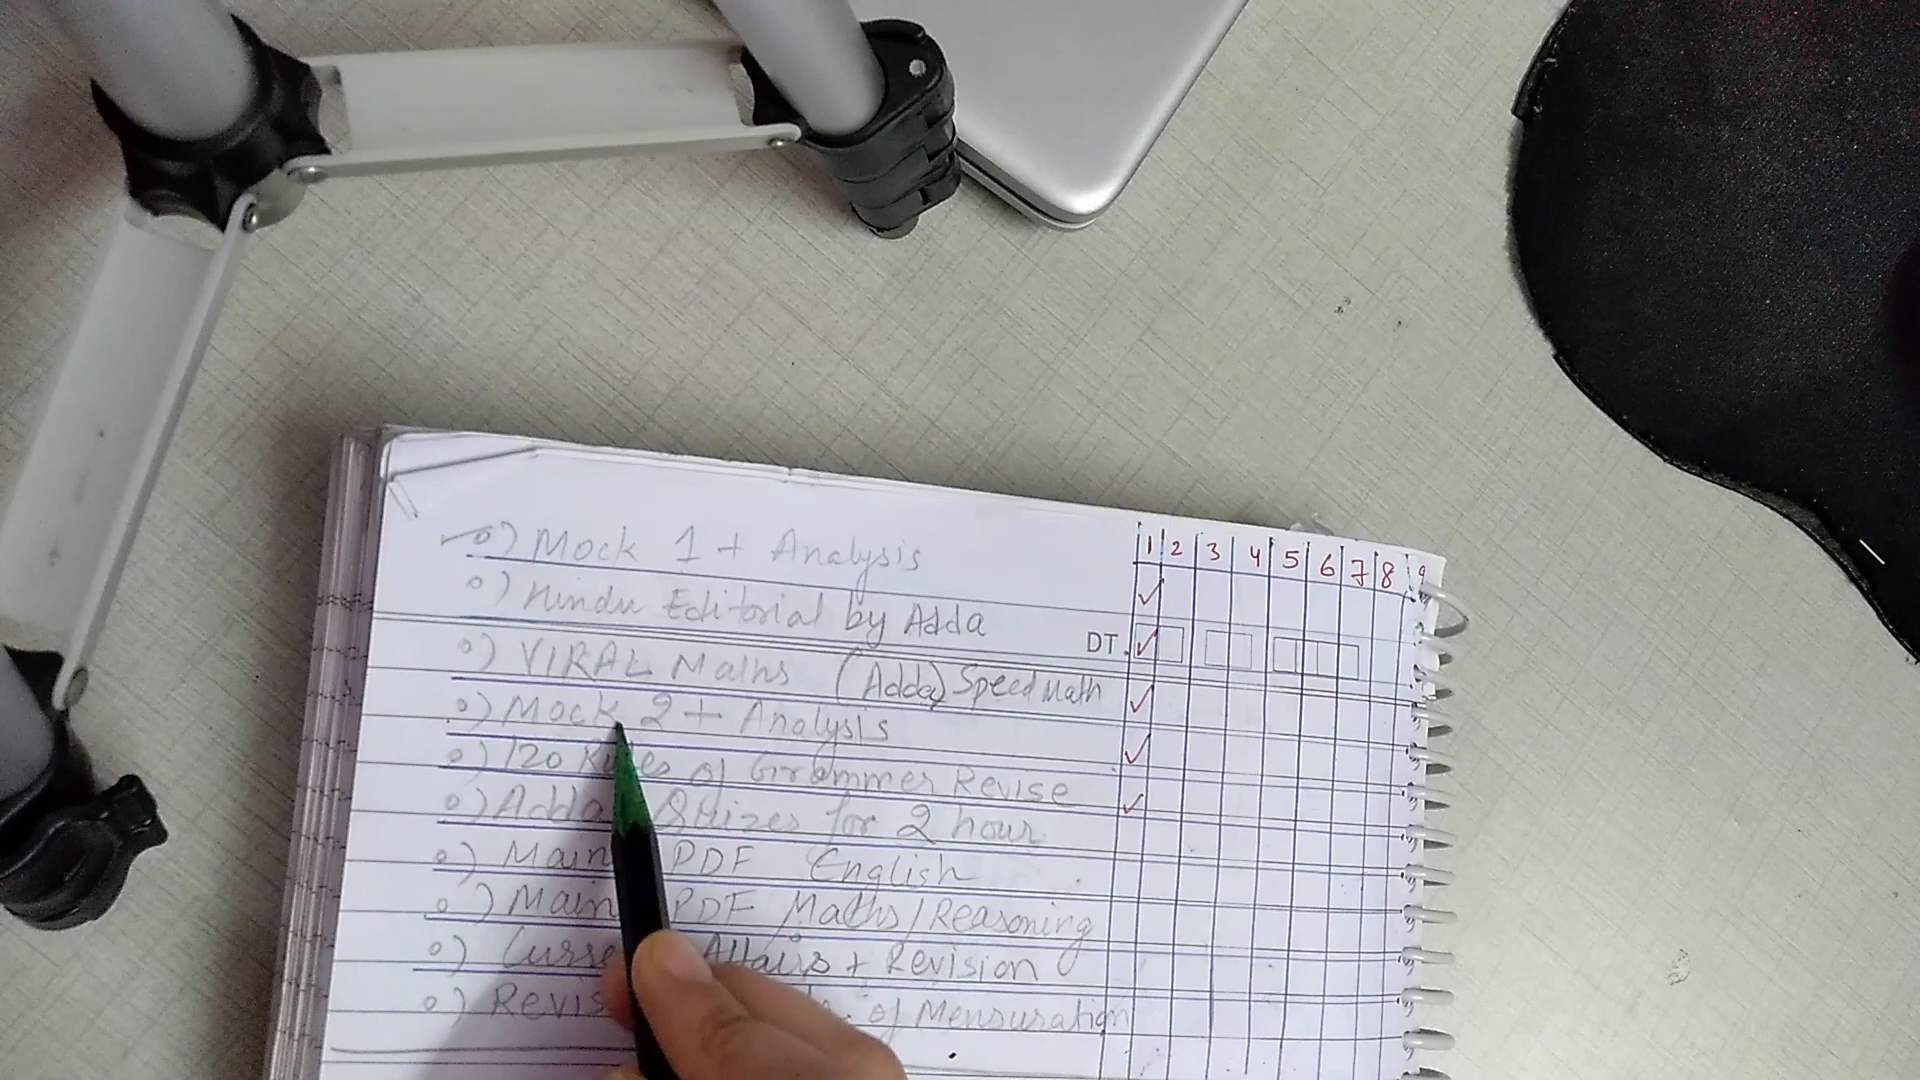 o) Mock 1 + Analysis
1 2 3 4 5 6 7 8 9
o) Hindu Editorial by Adda
DT.
o) VIRAL Maths (Adda) Speed Math
o) Mock 2 + Analysis
o) 120 Rules of Grammer Revise
o) Adda Quizes for 2 hour
o) Main PDF English
o) Main PDF Maths/Reasoning
o) Affairs + Revision
o) of Mensuration